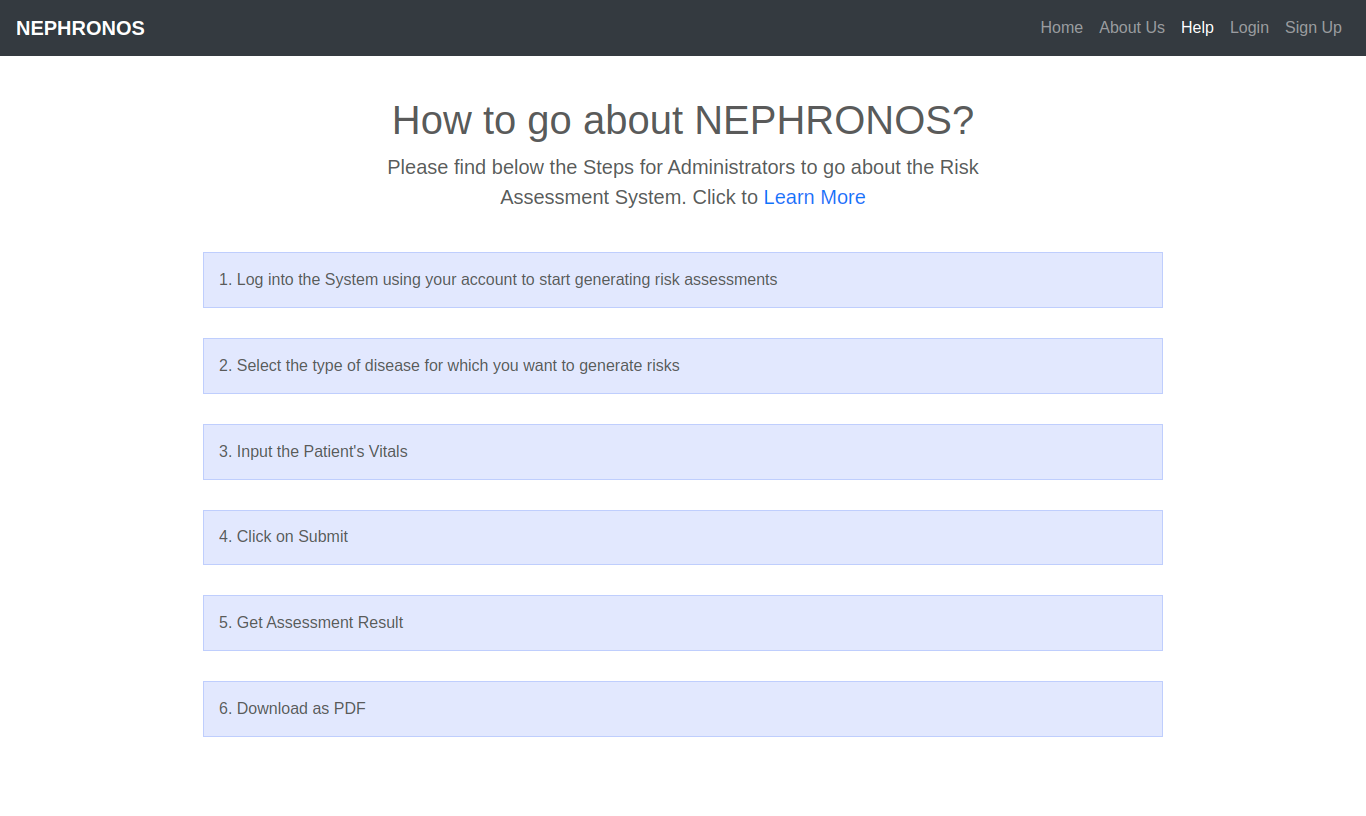 NEPHRONOS
Home About Us Help Login Sign Up
How to go about NEPHRONOS?
Please find below the Steps for Administrators to go about the Risk
Assessment System. Click to Learn More
1. Log into the System using your account to start generating risk assessments
2. Select the type of disease for which you want to generate risks
3. Input the Patient's Vitals
4. Click on Submit
5. Get Assessment Result
6. Download as PDF